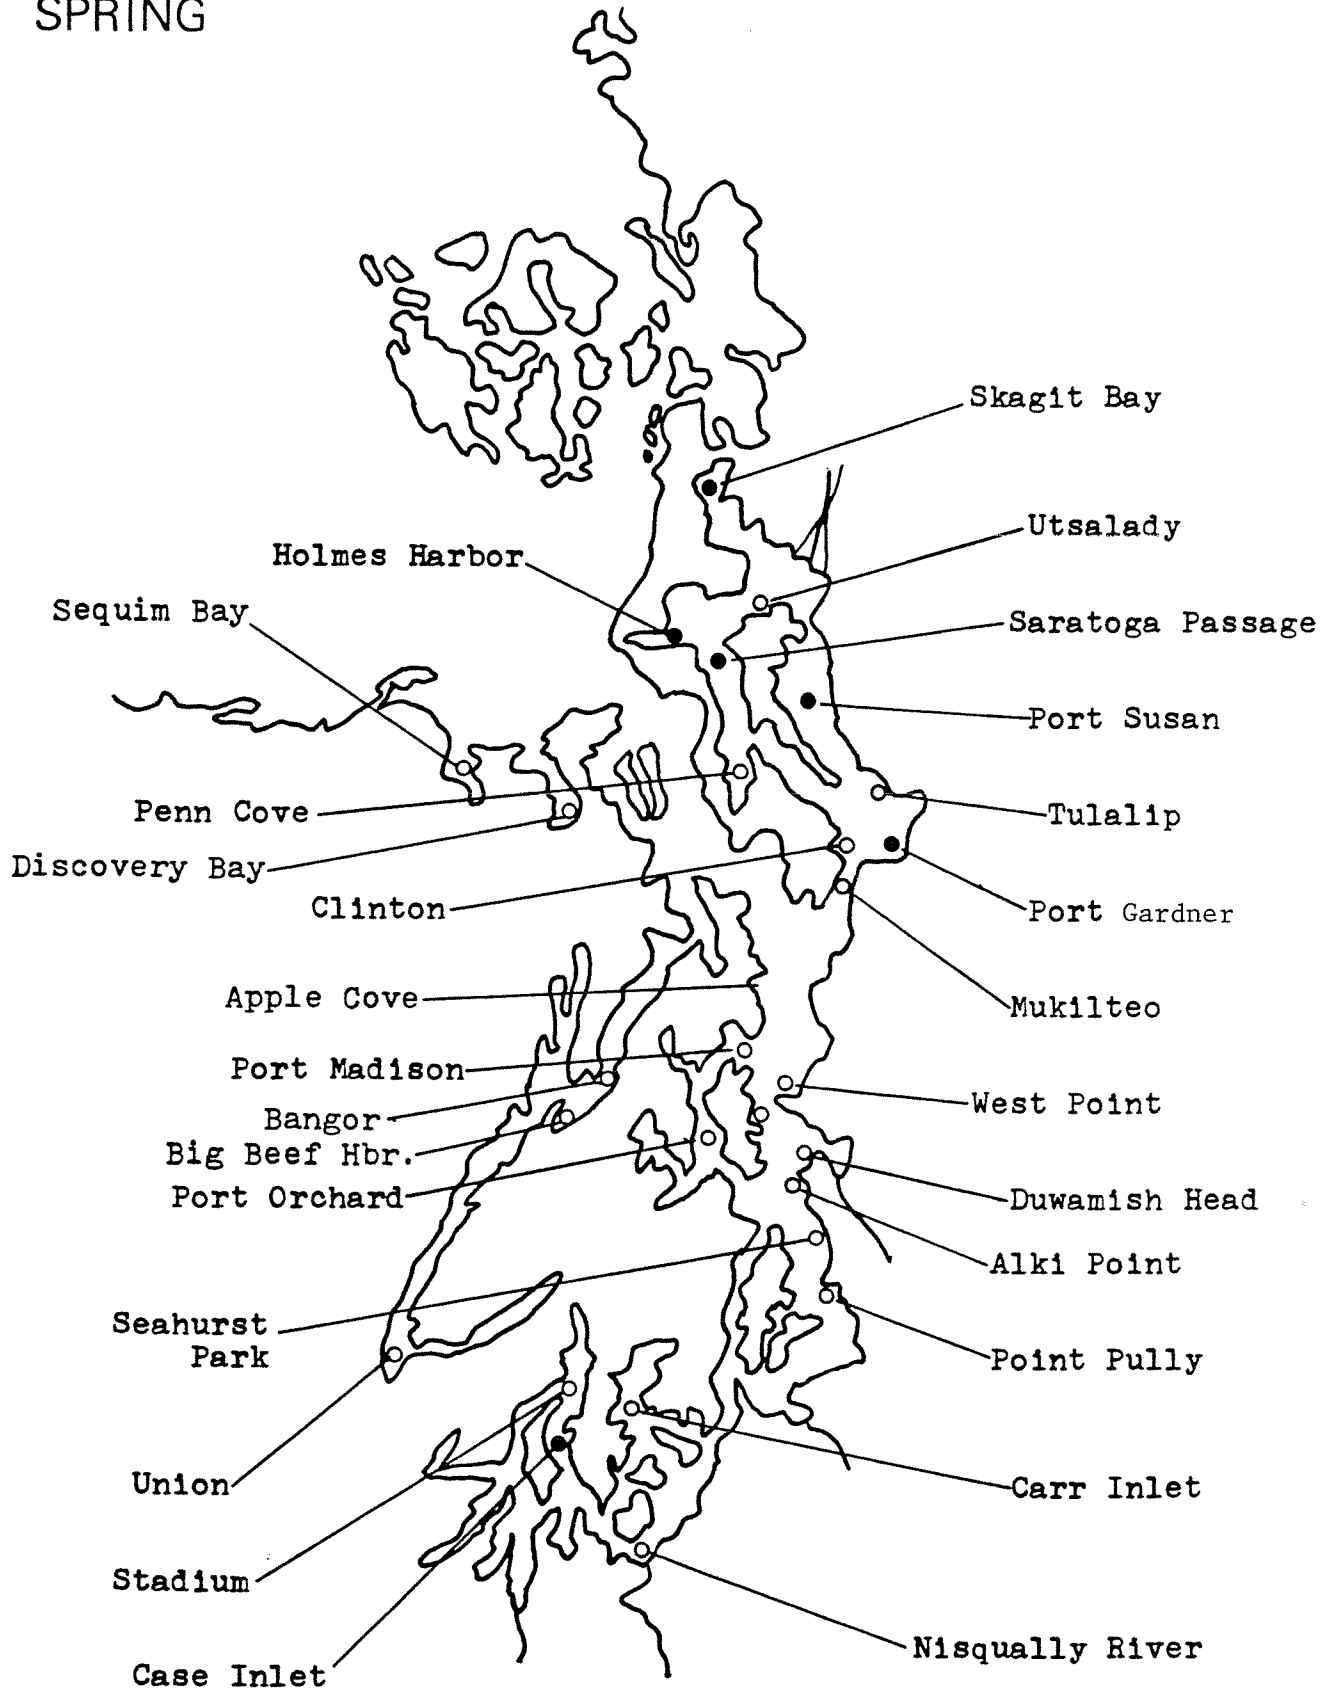 SPRING
Skagit Bay
Utsalady
Holmes Harbor
Sequim Bay
Saratoga Passage
Port Susan
Penn Cove
Tulalip
Discovery Bay
Clinton
Port Gardner
Apple Cove
Mukilteo
Port Madison
West Point
Bangor
Big Beef Hbr.
Port Orchard
Duwamish Head
Alki Point
Seahurst
Park
Point Pully
Union
Carr Inlet
Stadium
Nisqually River
Case Inlet